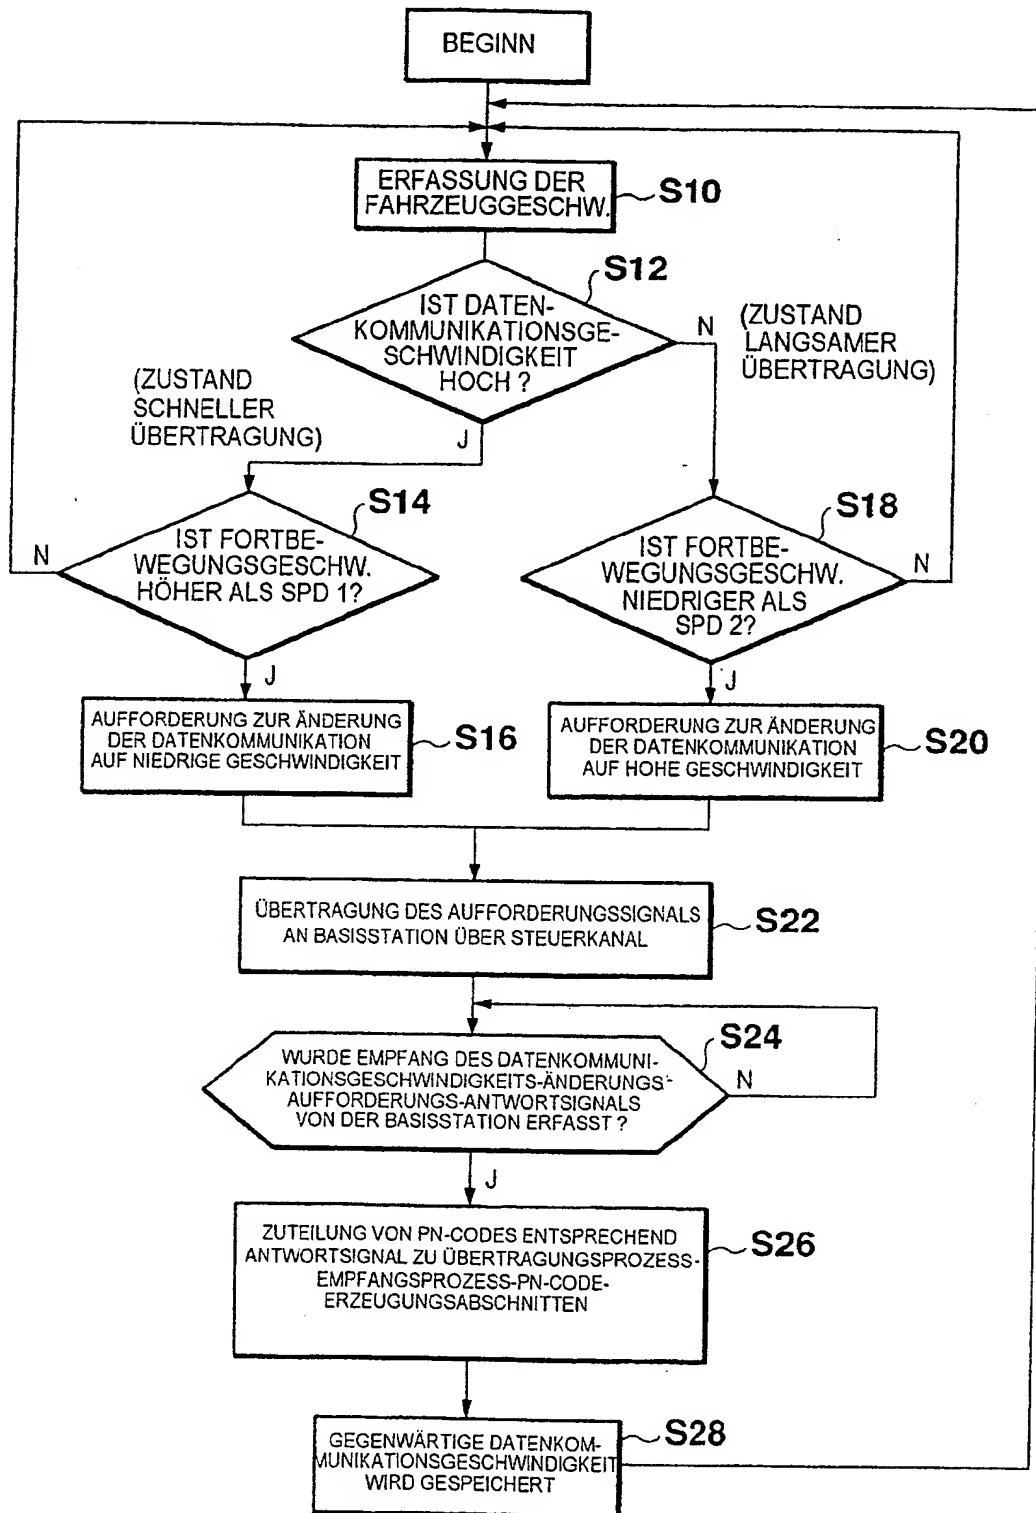 BEGINN
ERFASSUNG DER
FAHRZEUGGESCHW.
S10
S12
IST DATEN-
KOMMUNIKATIONSGE-
SCHWINDIGKEIT
HOCH ?
N
(ZUSTAND
LANGSAMER
ÜBERTRAGUNG)
(ZUSTAND
SCHNELLER
ÜBERTRAGUNG)
J
S14
N
IST FORTBE-
WEGUNGSGESCHW.
HÖHER ALS SPD 1?
J
S18
IST FORTBE-
WEGUNGSGESCHW.
NIEDRIGER ALS
SPD 2?
N
J
AUFFORDERUNG ZUR ÄNDERUNG
DER DATENKOMMUNIKATION
AUF NIEDRIGE GESCHWINDIGKEIT
S16
AUFFORDERUNG ZUR ÄNDERUNG
DER DATENKOMMUNIKATION
AUF HOHE GESCHWINDIGKEIT
S20
ÜBERTRAGUNG DES AUFFORDERUNGSSIGNALS
AN BASISSTATION ÜBER STEUERKANAL
S22
S24
WURDE EMPFANG DES DATENKOMMUNI-
KATIONSGESCHWINDIGKEITS-ÄNDERUNGS-
AUFFORDERUNGS-ANTWORTSIGNALS
VON DER BASISSTATION ERFASST ?
N
J
ZUTEILUNG VON PN-CODES ENTSPRECHEND
ANTWORTSIGNAL ZU ÜBERTRAGUNGSPROZESS-
EMPFANGSPROZESS-PN-CODE-
ERZEUGUNGSABSCHNITTEN
S26
GEGENWÄRTIGE DATENKOM-
MUNIKATIONSGESCHWINDIGKEIT
WIRD GESPEICHERT
S28